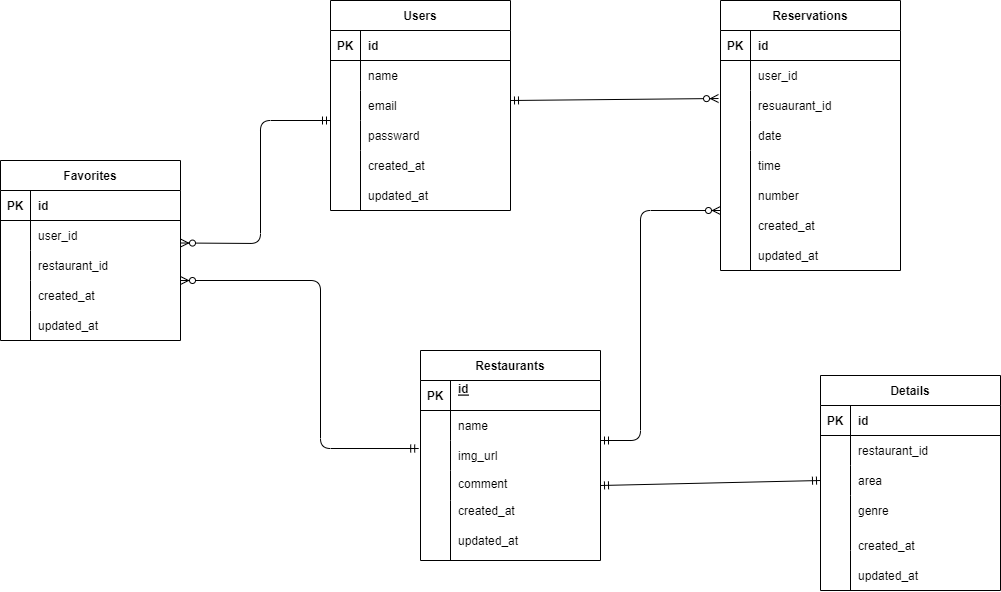 Users
PK id
name
email
passward
created_at
updated_at
Reservations
PK id
user_id
resuaurant_id
date
time
number
created_at
updated_at
Favorites
PK id
user_id
restaurant_id
created_at
updated_at
Restaurants
PK id
name
img_url
comment
created_at
updated_at
Details
PK id
restaurant_id
area
genre
created_at
updated_at